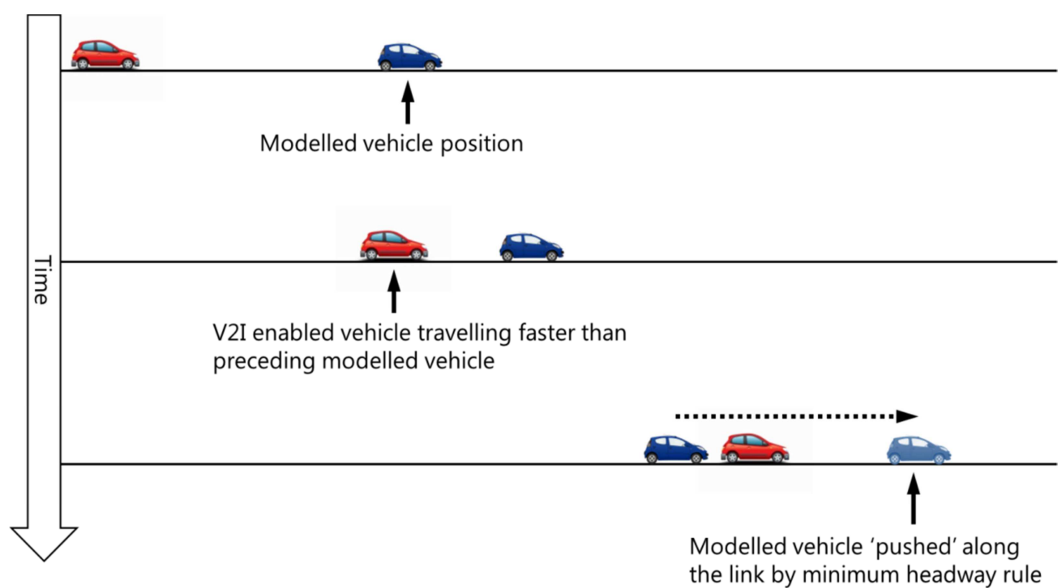 Modelled vehicle position
Time
V2I enabled vehicle travelling faster than
preceding modelled vehicle
Modelled vehicle ‘pushed’ along
the link by minimum headway rule